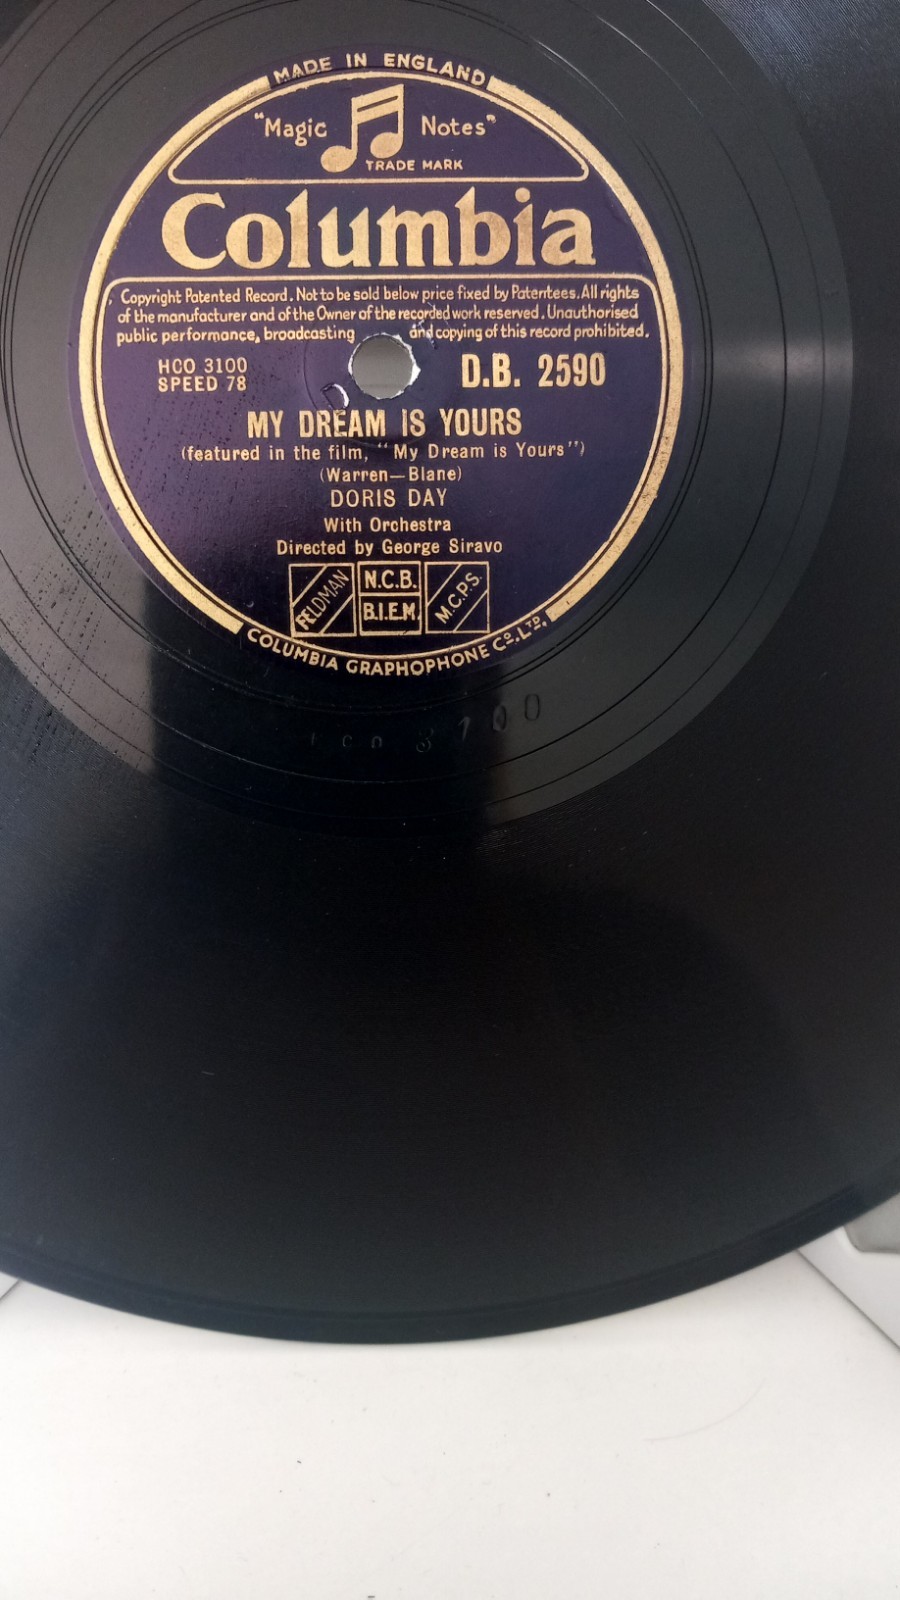 MADE IN ENGLAND
"Magic Notes"
TRADE MARK
Columbia
Copyright Patented Record. Not to be sold below price fixed by Patentees. All rights
of the manufacturer and of the Owner of the recorded work reserved. Unauthorised
public performance, broadcasting and copying of this record prohibited.
HCO 3100
SPEED 78
D.B. 2590
MY DREAM IS YOURS
(featured in the film, "My Dream is Yours")
(Warren—Blane)
DORIS DAY
With Orchestra
Directed by George Siravo
FELDMAN
N.C.B.
B.I.E.M.
M.C.P.S.
COLUMBIA GRAPHOPHONE Co. LTD.
3100